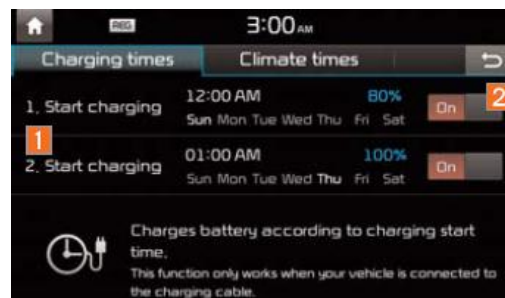 REG 3:00 AM
Charging times Climate times
1. Start charging 12:00 AM 80% On 2
Sun Mon Tue Wed Thu Fri Sat
1
2. Start charging 01:00 AM 100% On
Sun Mon Tue Wed Thu Fri Sat
Charges battery according to charging start
time.
This function only works when your vehicle is connected to
the charging cable.